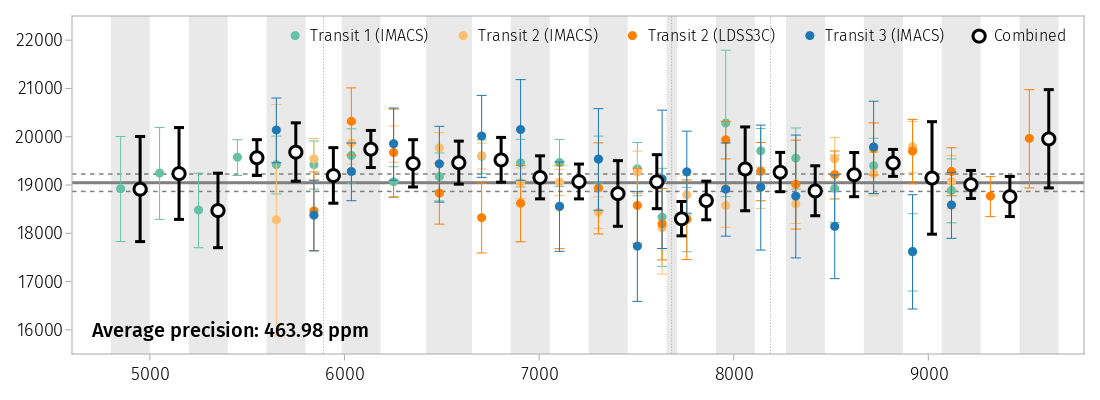 Transit 1 (IMACS) Transit 2 (IMACS) Transit 2 (LDSS3C) Transit 3 (IMACS) Combined
22000
21000
20000
19000
18000
17000
16000
Average precision: 463.98 ppm
5000 6000 7000 8000 9000